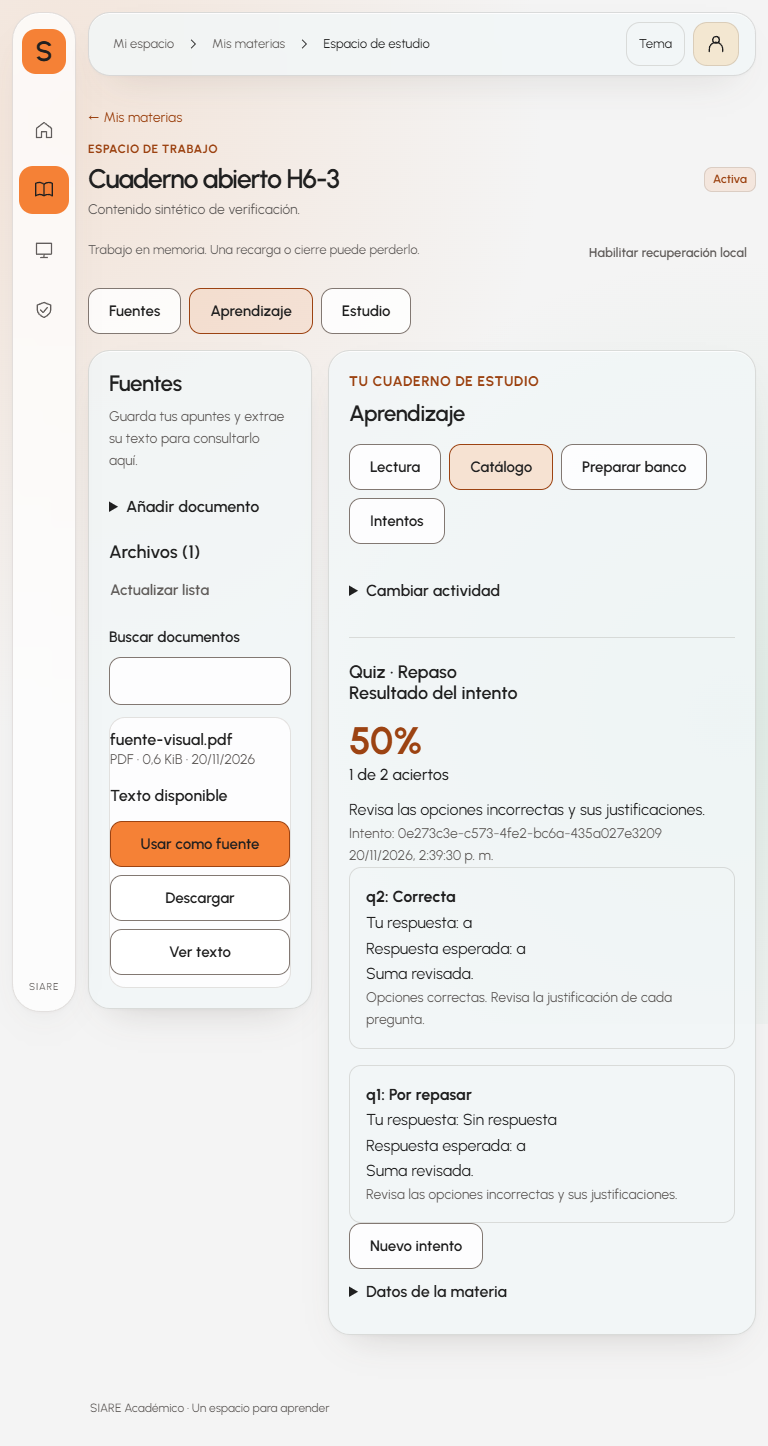 S
Mi espacio > Mis materias > Espacio de estudio
Tema
← Mis materias
ESPACIO DE TRABAJO
Cuaderno abierto H6-3
Activa
Contenido sintético de verificación.
Trabajo en memoria. Una recarga o cierre puede perderlo.
Habilitar recuperación local
Fuentes
Aprendizaje
Estudio
Fuentes
Guarda tus apuntes y extrae
su texto para consultarlo
aquí.
Añadir documento
Archivos (1)
Actualizar lista
Buscar documentos
fuente-visual.pdf
PDF · 0,6 KiB · 20/11/2026
Texto disponible
Usar como fuente
Descargar
Ver texto
SIARE
TU CUADERNO DE ESTUDIO
Aprendizaje
Lectura
Catálogo
Preparar banco
Intentos
Cambiar actividad
Quiz · Repaso
Resultado del intento
50%
1 de 2 aciertos
Revisa las opciones incorrectas y sus justificaciones.
Intento: 0e273c3e-c573-4fe2-bc6a-435a027e3209
20/11/2026, 2:39:30 p. m.
q2: Correcta
Tu respuesta: a
Respuesta esperada: a
Suma revisada.
Opciones correctas. Revisa la justificación de cada
pregunta.
q1: Por repasar
Tu respuesta: Sin respuesta
Respuesta esperada: a
Suma revisada.
Revisa las opciones incorrectas y sus justificaciones.
Nuevo intento
Datos de la materia
SIARE Académico · Un espacio para aprender